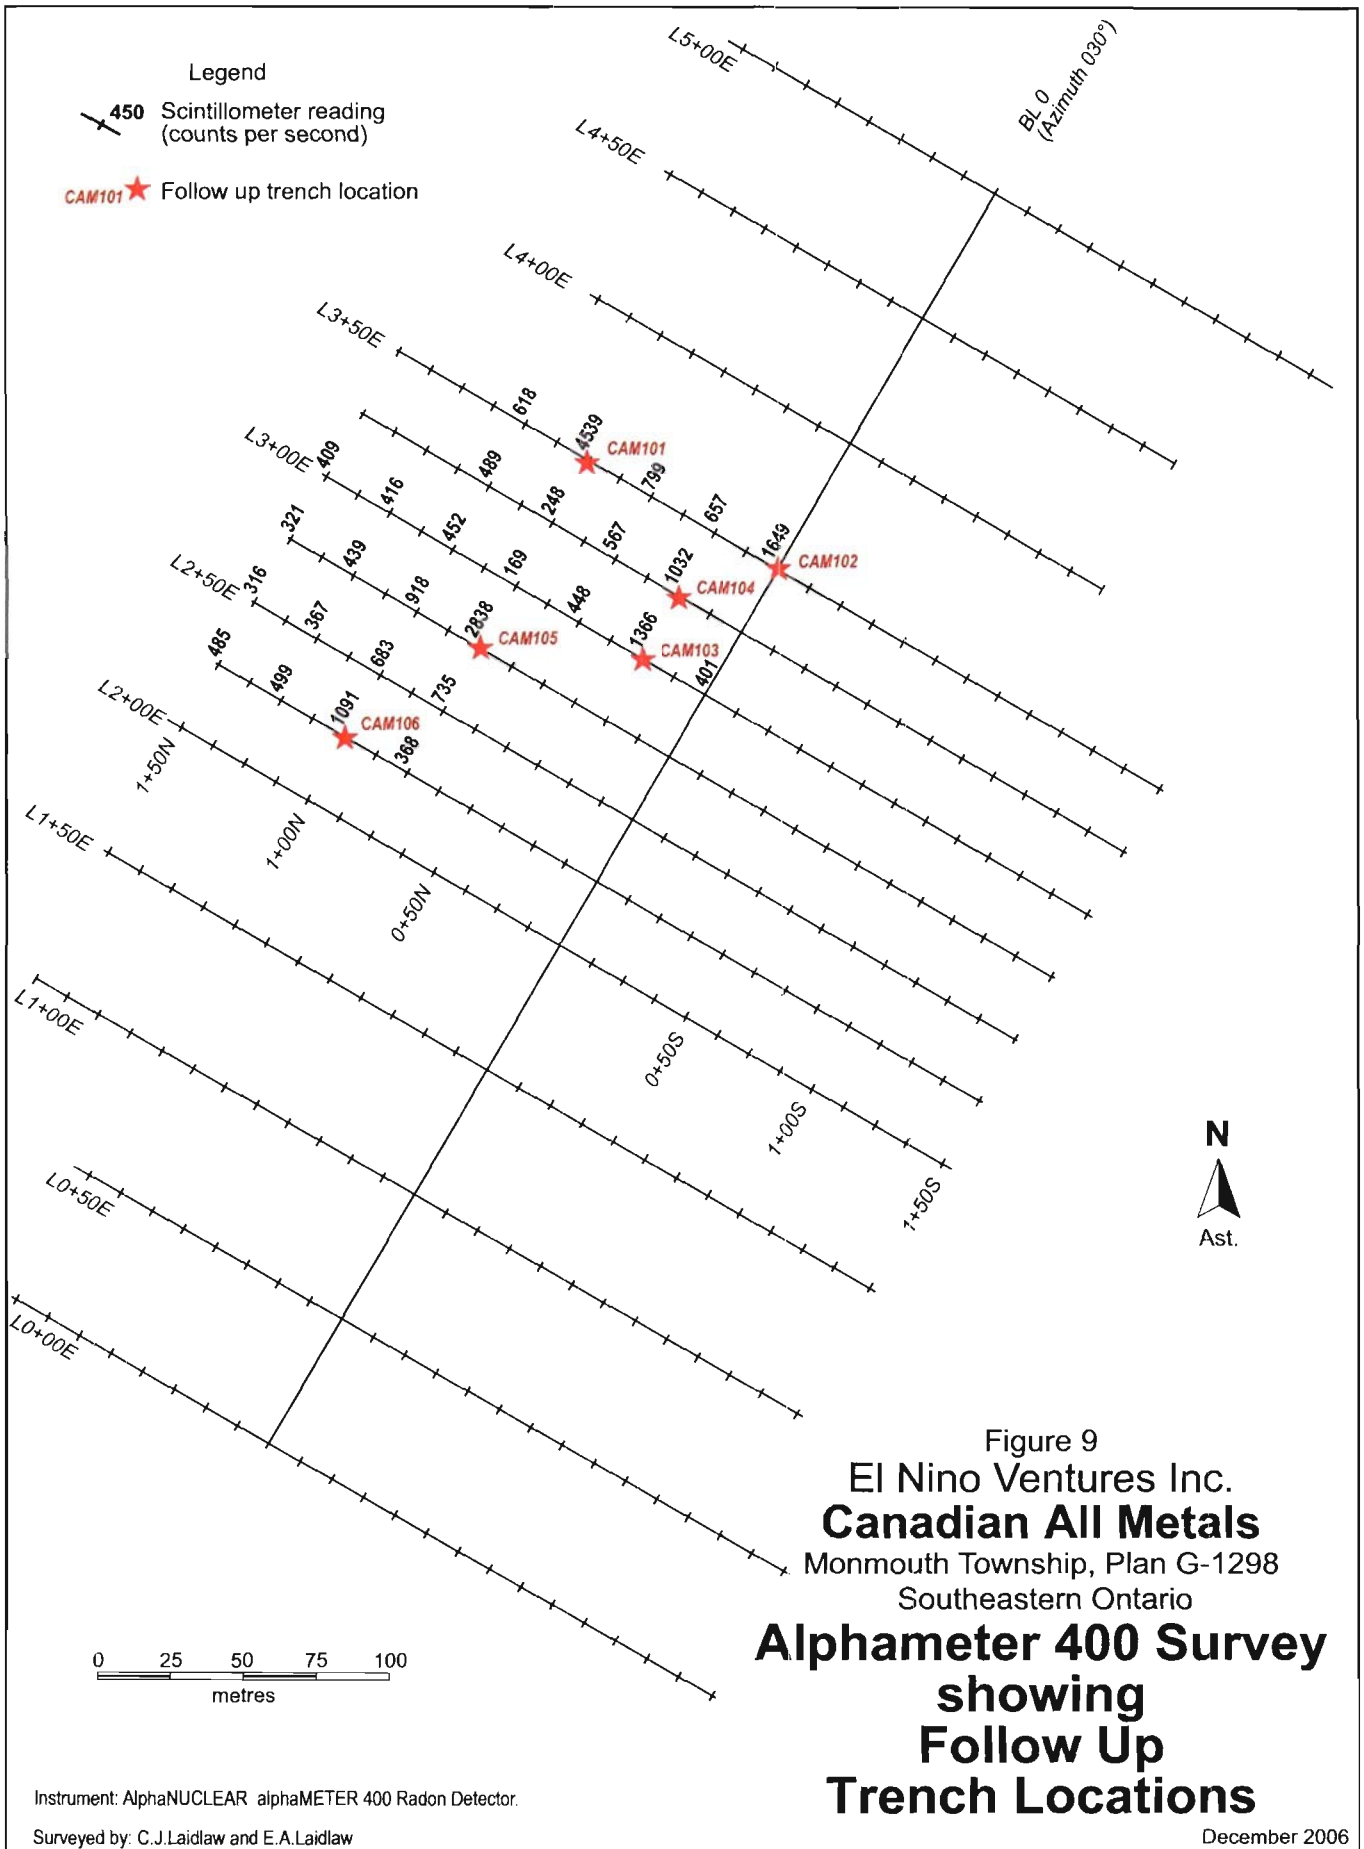 Legend
450 Scintillometer reading
(counts per second)
CAM101 Follow up trench location
BL 0
(Azimuth 030°)
L5+00E
L4+50E
L4+00E
L3+50E
618
4539
CAM101
799
657
1649
CAM102
489
248
567
1032
CAM104
L3+00E
409
416
452
169
448
1366
CAM103
401
321
439
918
2838
CAM105
L2+50E
316
367
683
735
485
499
1091
CAM106
368
L2+00E
1+50N
1+00N
0+50N
0+50S
1+00S
1+50S
L1+50E
L1+00E
L0+50E
L0+00E
N
Ast.
Figure 9
El Nino Ventures Inc.
Canadian All Metals
Monmouth Township, Plan G-1298
Southeastern Ontario
Alphameter 400 Survey
showing
Follow Up
Trench Locations
0 25 50 75 100
metres
Instrument: AlphaNUCLEAR alphaMETER 400 Radon Detector.
Surveyed by: C.J.Laidlaw and E.A.Laidlaw
December 2006